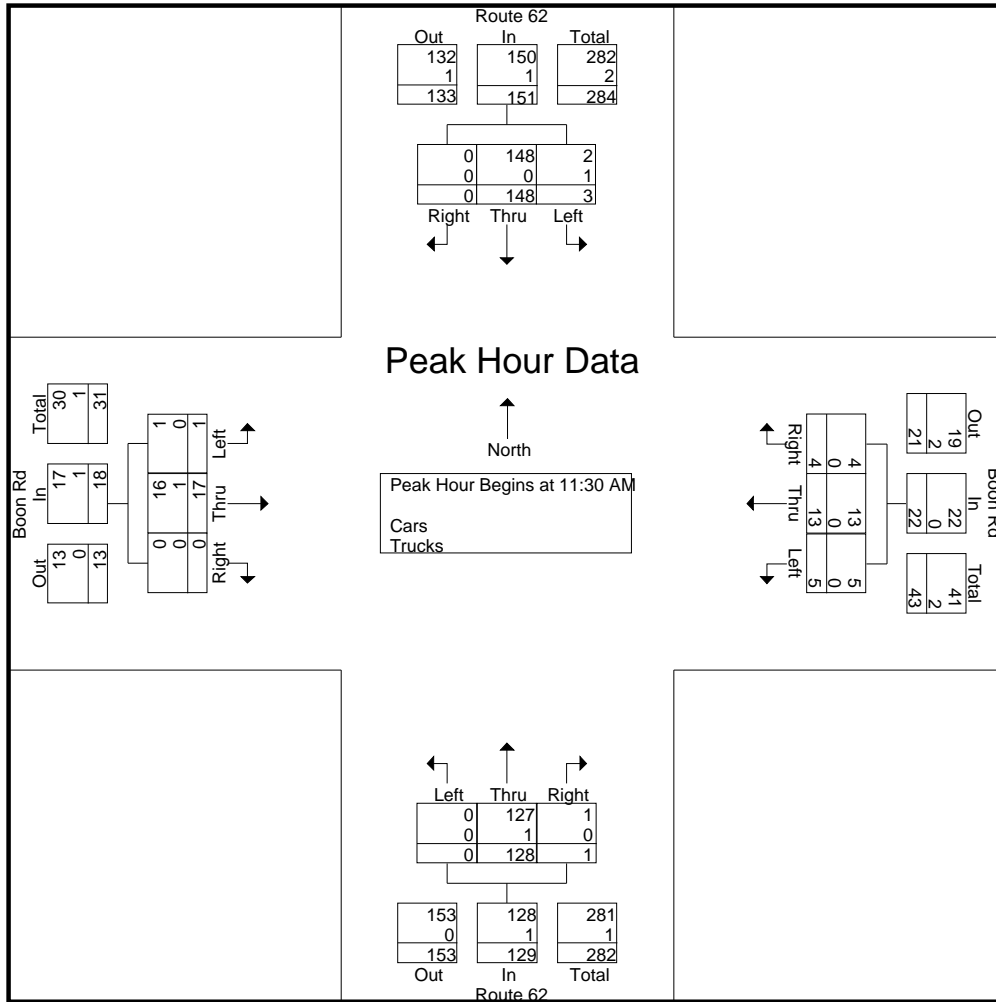 Route 62
Out In Total
132 150 282
1 1 2
133 151 284
0 148 2
0 0 1
0 148 3
Right Thru Left
Peak Hour Data
North
Peak Hour Begins at 11:30 AM
Cars
Trucks
Boon Rd
Out In Total
13 17 30
0 1 1
13 18 31
Left Thru Right
1 16 0
0 1 0
1 17 0
Boon Rd
Out In Total
19 22 41
2 0 2
21 22 43
Right Thru Left
4 13 5
0 0 0
4 13 5
Left Thru Right
0 127 1
0 1 0
0 128 1
153 128 281
0 1 1
153 129 282
Out In Total
Route 62